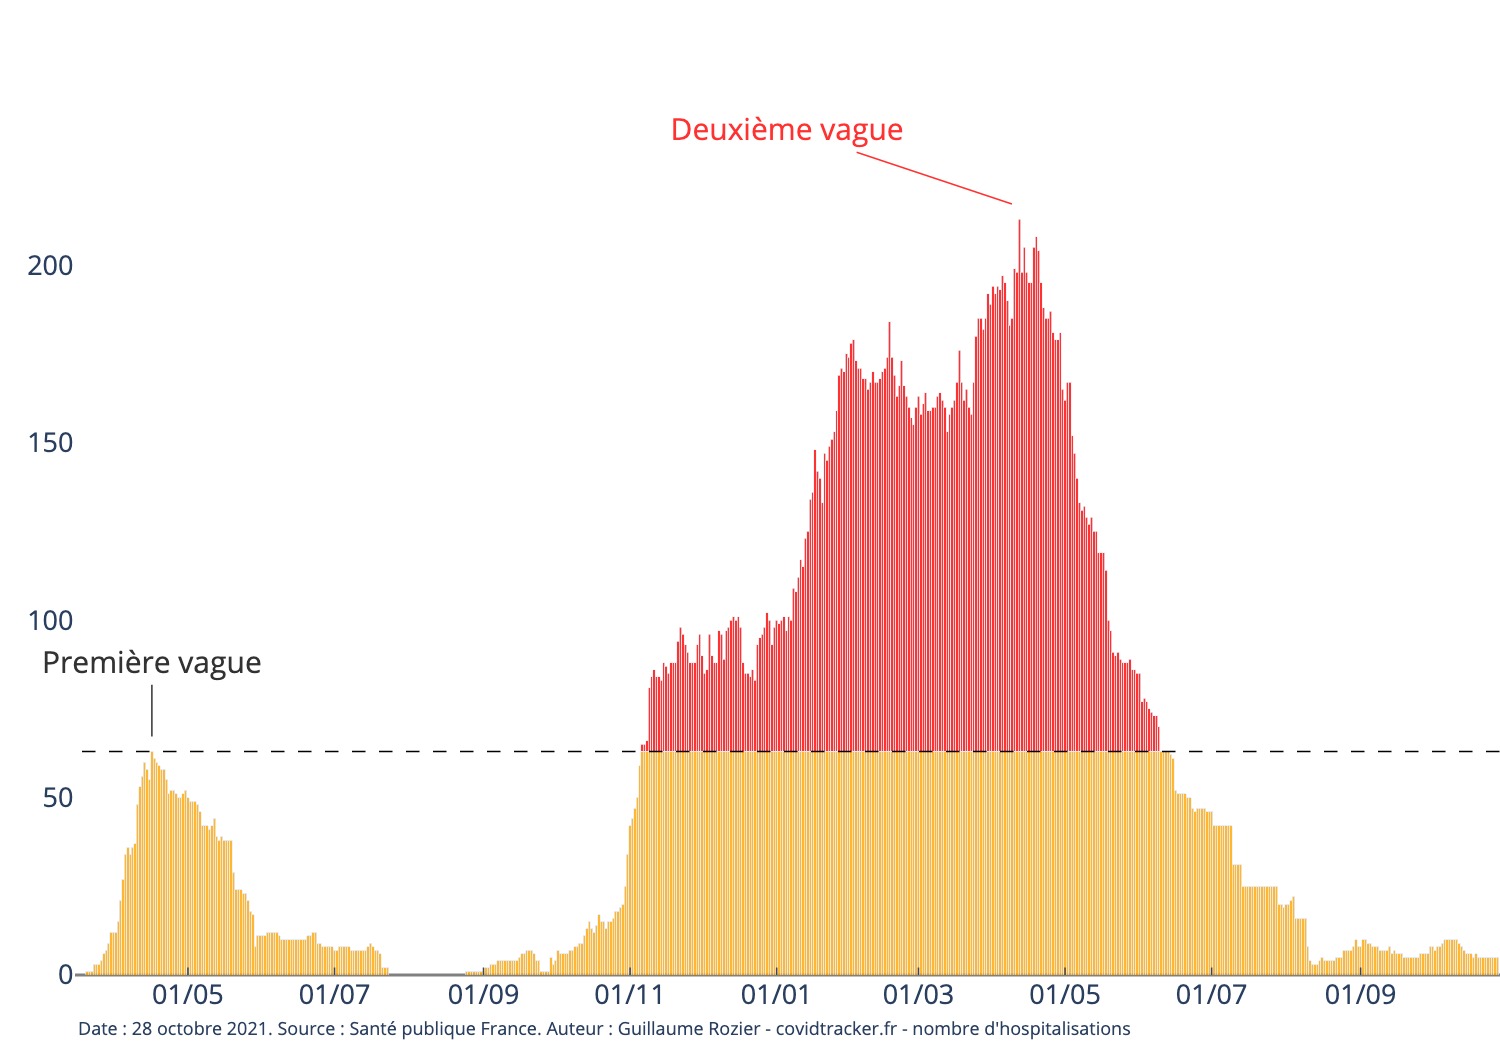 Deuxième vague
200
150
100
Première vague
50
0
01/05 01/07 01/09 01/11 01/01 01/03 01/05 01/07 01/09
Date : 28 octobre 2021. Source : Santé publique France. Auteur : Guillaume Rozier - covidtracker.fr - nombre d'hospitalisations